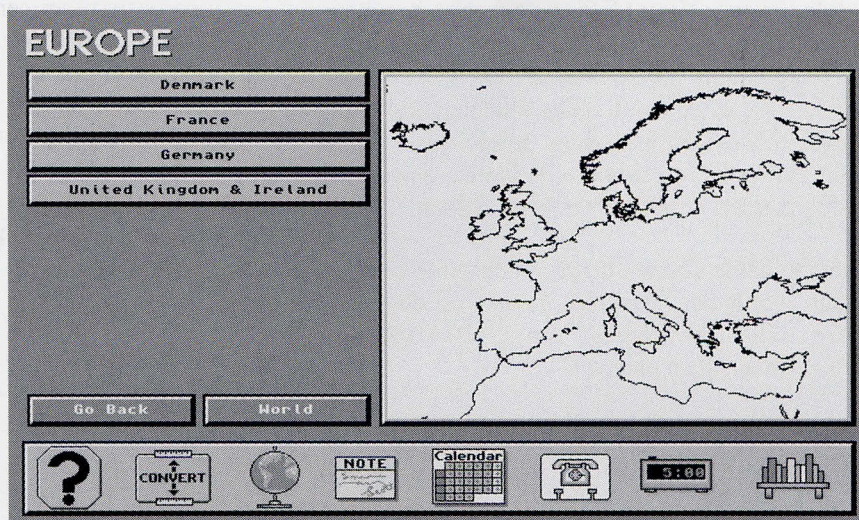 EUROPE
Denmark
France
Germany
United Kingdom & Ireland
Go Back
World
CONVERT
NOTE
Calendar
5:00